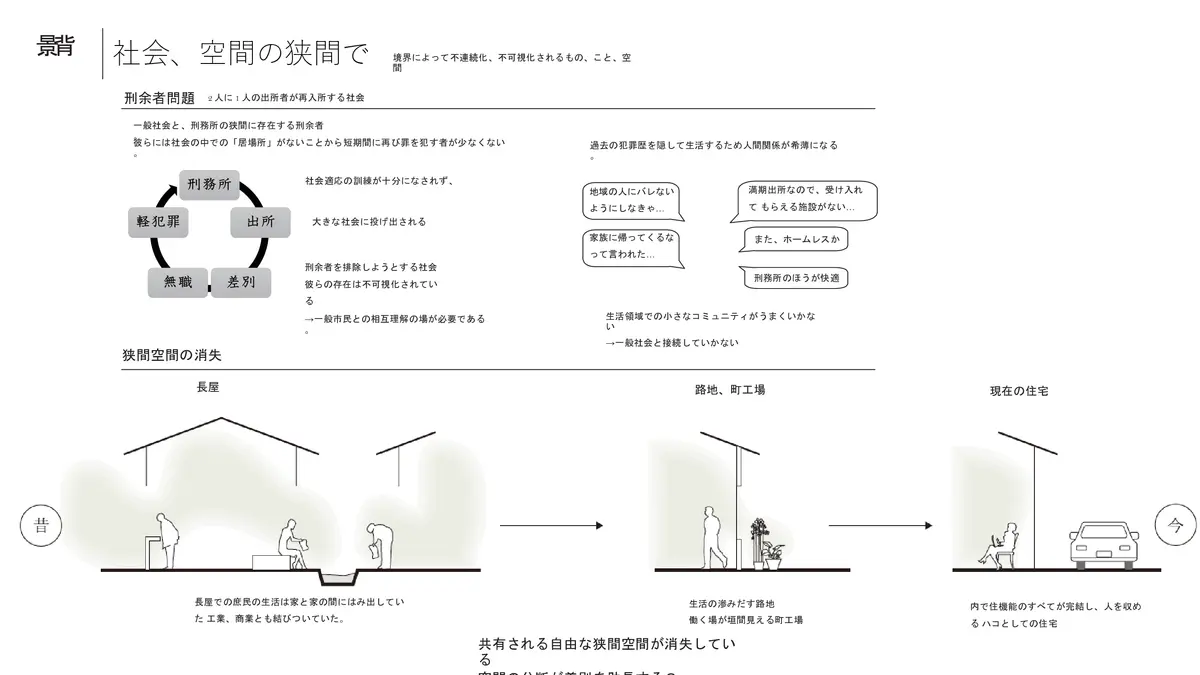 背景
社会、空間の狭間で
境界によって不連続化、不可視化されるもの、こと、空
間
刑余者問題
2人に1人の出所者が再入所する社会
一般社会と、刑務所の狭間に存在する刑余者
彼らには社会の中での「居場所」がないことから短期間に再び罪を犯す者が少なくない
。
刑務所
出所
差別
無職
軽犯罪
社会適応の訓練が十分になされず、
大きな社会に投げ出される
刑余者を排除しようとする社会
彼らの存在は不可視化されてい
る
→一般市民との相互理解の場が必要である
。
過去の犯罪歴を隠して生活するため人間関係が希薄になる
。
地域の人にバレない
ようにしなきゃ…
家族に帰ってくるな
って言われた…
満期出所なので、受け入れ
て もらえる施設がない…
また、ホームレスか
刑務所のほうが快適
生活領域での小さなコミュニティがうまくいかな
い
→一般社会と接続していかない
狭間空間の消失
長屋
路地、町工場
現在の住宅
昔
今
長屋での庶民の生活は家と家の間にはみ出してい
た 工業、商業とも結びついていた。
生活の滲みだす路地
働く場が垣間見える町工場
内で住機能のすべてが完結し、人を収め
る ハコとしての住宅
共有される自由な狭間空間が消失してい
る